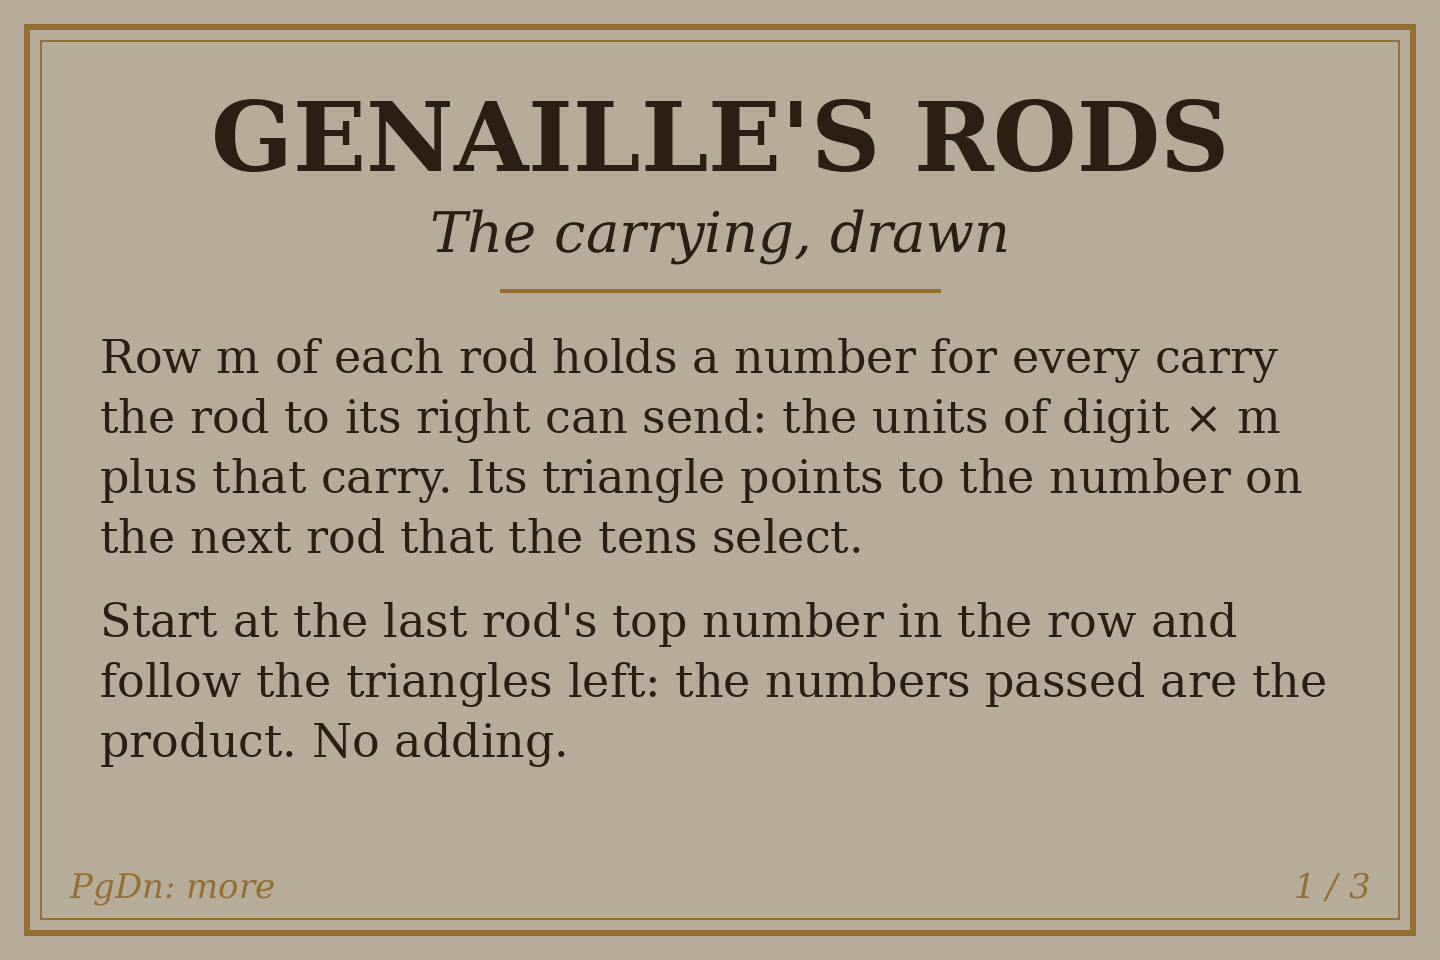 GENAILLE'S RODS
The carrying, drawn
Row m of each rod holds a number for every carry
the rod to its right can send: the units of digit × m
plus that carry. Its triangle points to the number on
the next rod that the tens select.
Start at the last rod's top number in the row and
follow the triangles left: the numbers passed are the
product. No adding.
PgDn: more
1 / 3